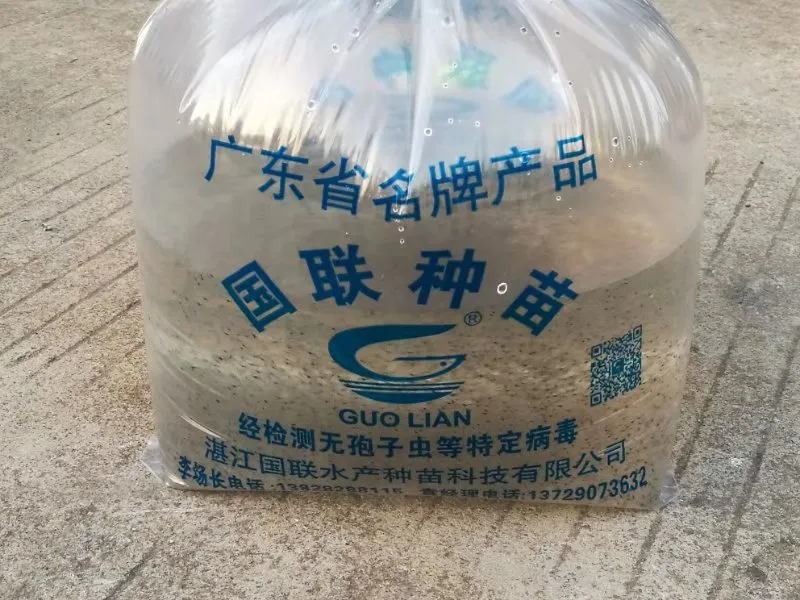 广东省名牌产品
国联种苗
®
GUO LIAN
经检测无孢子虫等特定病毒
湛江国联水产种苗科技有限公司
李场长电话:13828288115 袁经理电话:13729073632